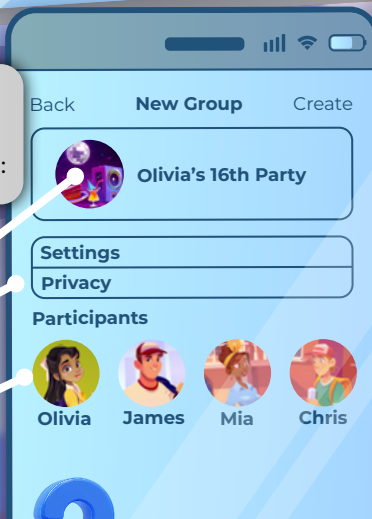 Back New Group Create
Olivia’s 16th Party
Settings
Privacy
Participants
Olivia James Mia Chris